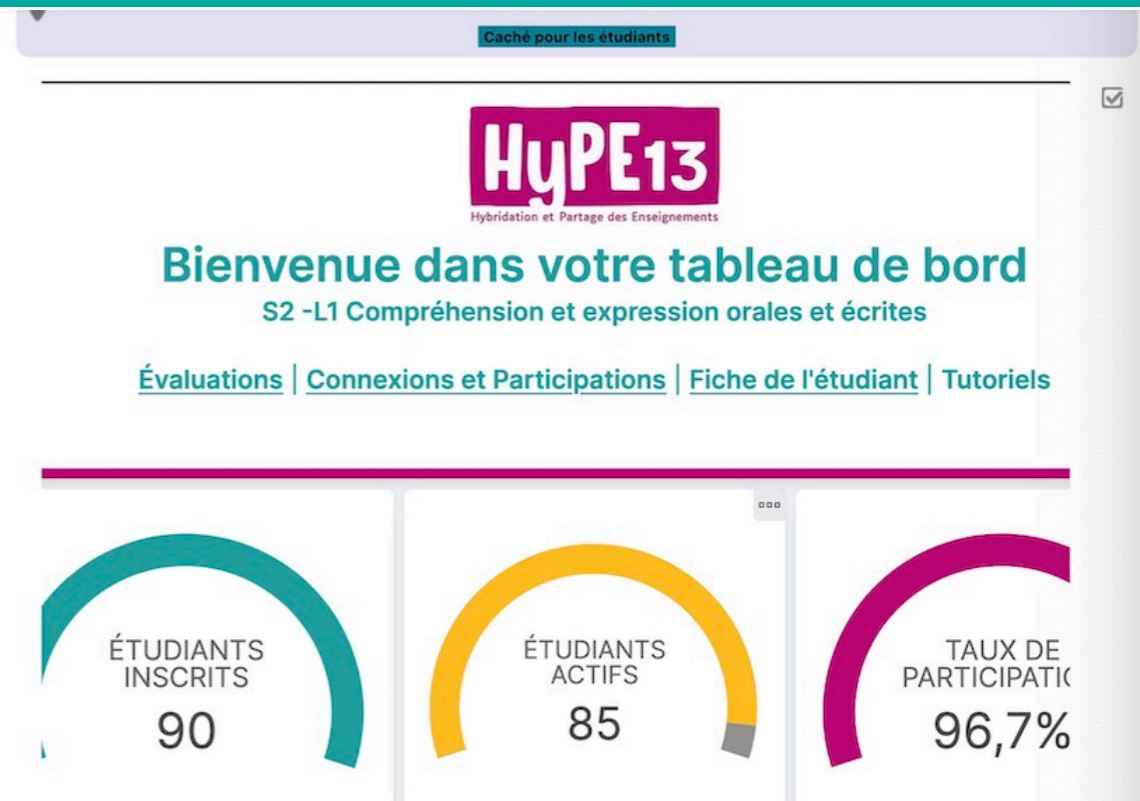 Caché pour les étudiants
HyPE13
Hybridation et Partage des Enseignements
Bienvenue dans votre tableau de bord
S2 -L1 Compréhension et expression orales et écrites
Évaluations | Connexions et Participations | Fiche de l'étudiant | Tutoriels
ÉTUDIANTS
INSCRITS
90
ÉTUDIANTS
ACTIFS
85
TAUX DE
PARTICIPATIO
96,7%